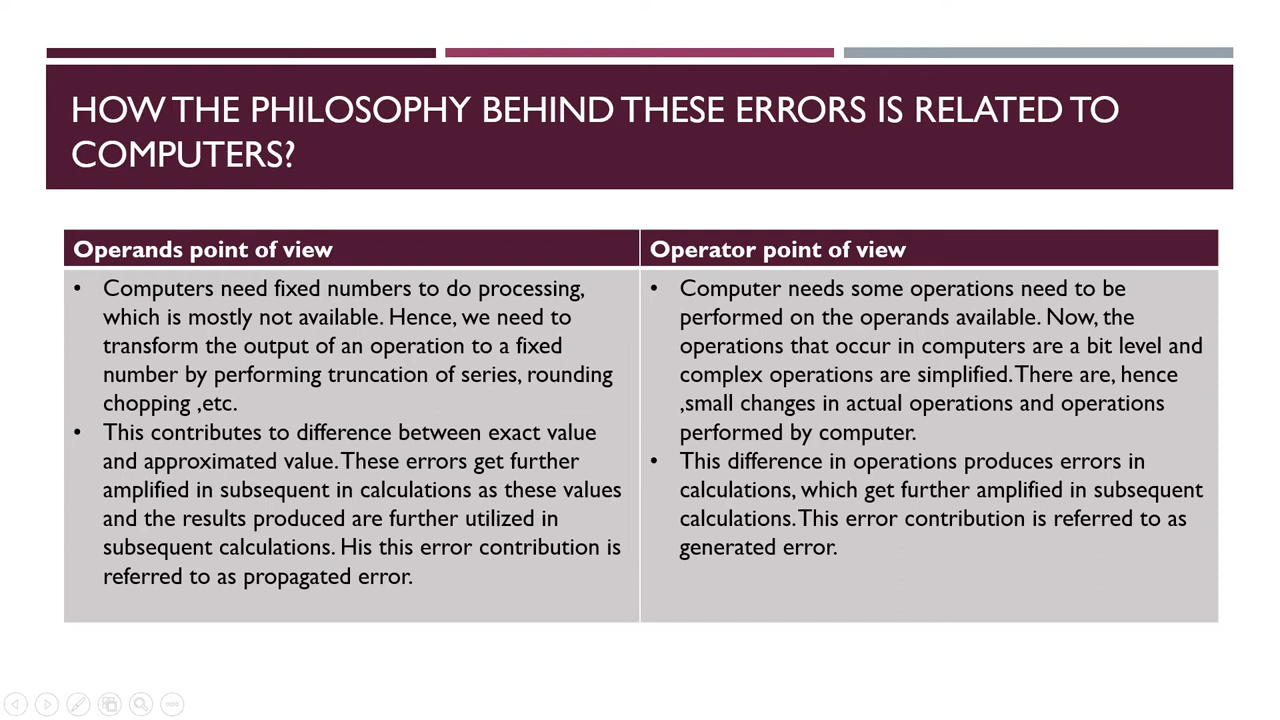 HOW THE PHILOSOPHY BEHIND THESE ERRORS IS RELATED TO
COMPUTERS?
Operands point of view
• Computers need fixed numbers to do processing,
which is mostly not available. Hence, we need to
transform the output of an operation to a fixed
number by performing truncation of series, rounding
chopping ,etc.
• This contributes to difference between exact value
and approximated value. These errors get further
amplified in subsequent in calculations as these values
and the results produced are further utilized in
subsequent calculations. His this error contribution is
referred to as propagated error.
Operator point of view
• Computer needs some operations need to be
performed on the operands available. Now, the
operations that occur in computers are a bit level and
complex operations are simplified. There are, hence
,small changes in actual operations and operations
performed by computer.
• This difference in operations produces errors in
calculations, which get further amplified in subsequent
calculations. This error contribution is referred to as
generated error.